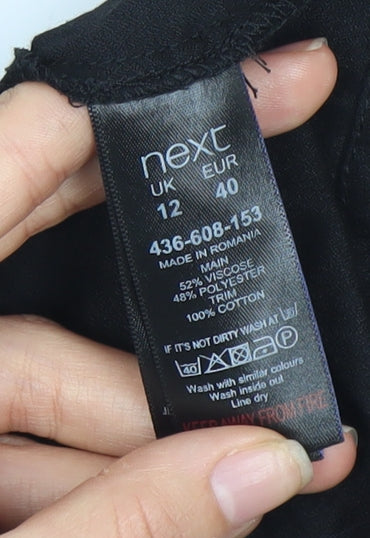 next
UK EUR
12 40
436-608-153
MADE IN ROMANIA
MAIN
52% VISCOSE
48% POLYESTER
TRIM
100% COTTON
IF IT'S NOT DIRTY WASH AT
40 P
Wash with similar colours
Wash inside out
Line dry
KEEP AWAY FROM FIRE